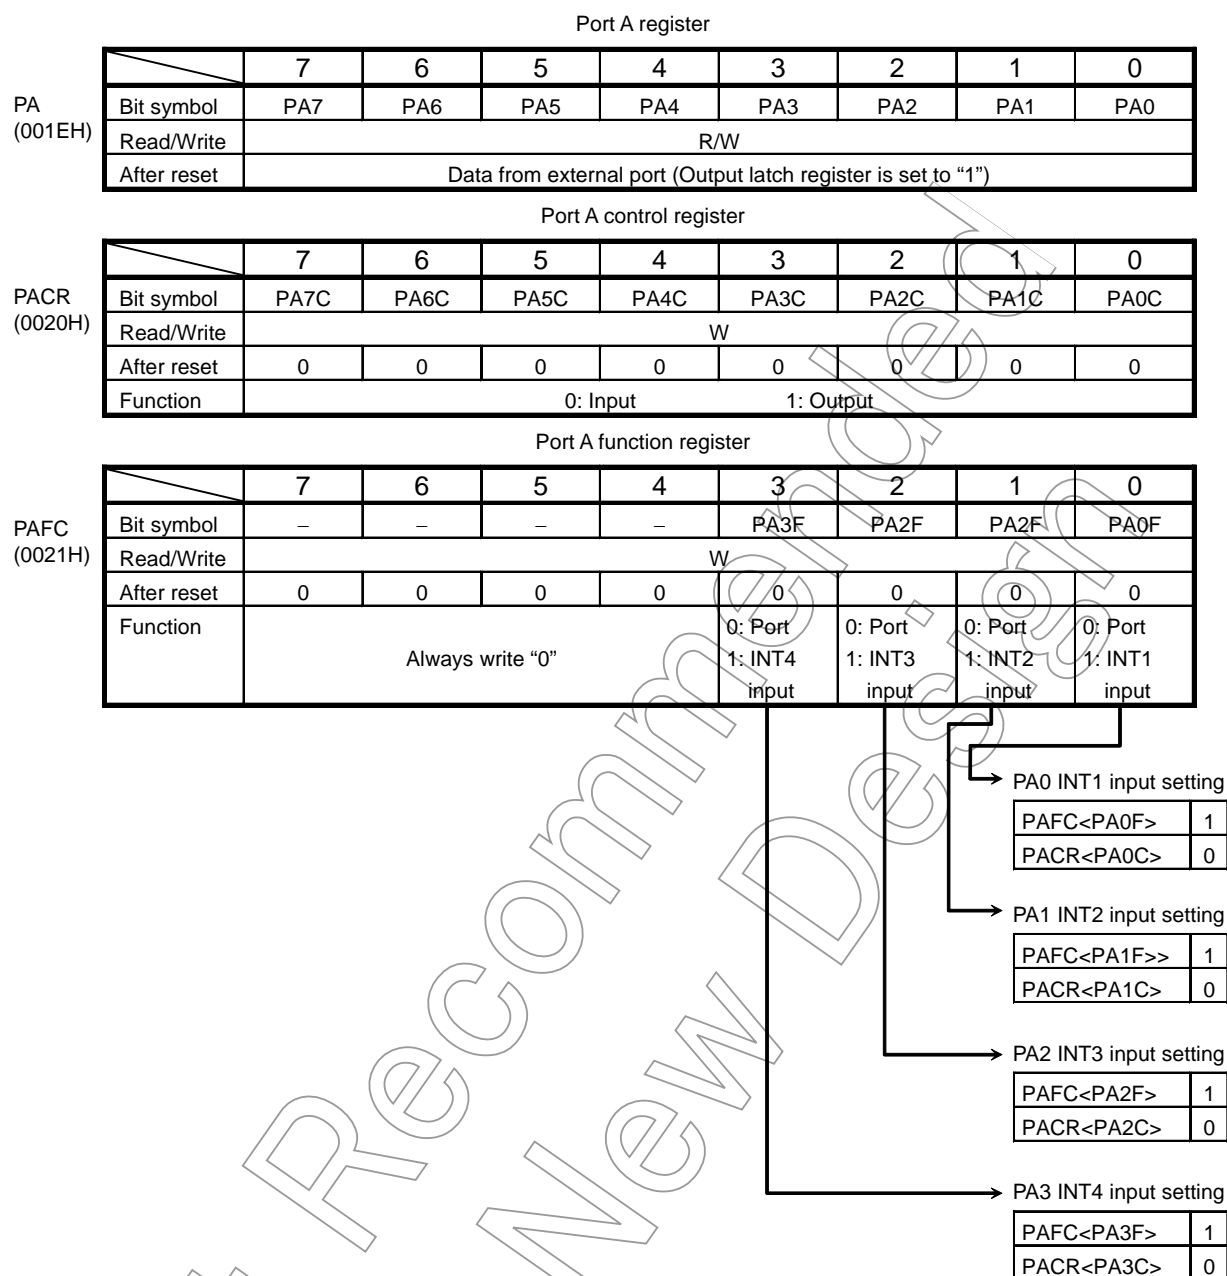 Port A register
7 6 5 4 3 2 1 0
PA (001EH)
Bit symbol PA7 PA6 PA5 PA4 PA3 PA2 PA1 PA0
Read/Write R/W
After reset Data from external port (Output latch register is set to “1”)
Port A control register
7 6 5 4 3 2 1 0
PACR (0020H)
Bit symbol PA7C PA6C PA5C PA4C PA3C PA2C PA1C PA0C
Read/Write W
After reset 0 0 0 0 0 0 0 0
Function 0: Input 1: Output
Port A function register
7 6 5 4 3 2 1 0
PAFC (0021H)
Bit symbol – – – – PA3F PA2F PA2F PA0F
Read/Write W
After reset 0 0 0 0 0 0 0 0
Function Always write “0” 0: Port 1: INT4 input 0: Port 1: INT3 input 0: Port 1: INT2 input 0: Port 1: INT1 input
PA0 INT1 input setting
PAFC<PA0F> 1
PACR<PA0C> 0
PA1 INT2 input setting
PAFC<PA1F>> 1
PACR<PA1C> 0
PA2 INT3 input setting
PAFC<PA2F> 1
PACR<PA2C> 0
PA3 INT4 input setting
PAFC<PA3F> 1
PACR<PA3C> 0
Recommended
New Design